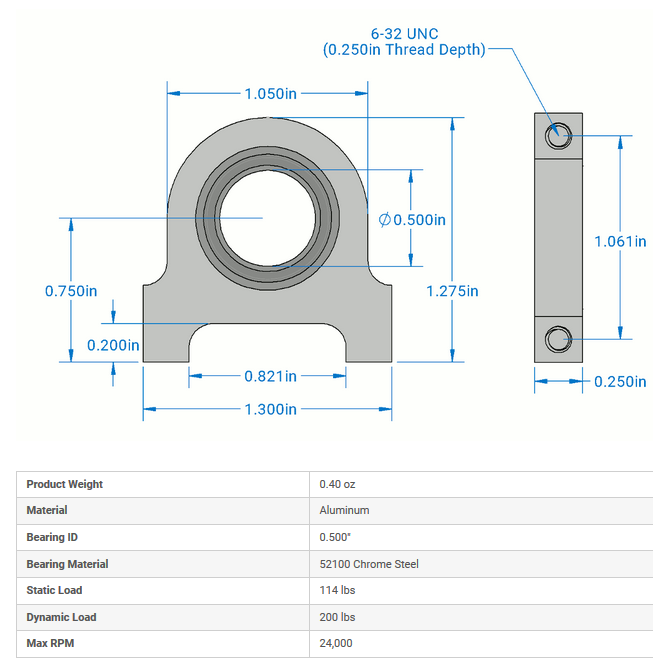 6-32 UNC
(0.250in Thread Depth)
1.050in
∅0.500in
1.061in
0.750in
1.275in
0.200in
0.821in
0.250in
1.300in
Product Weight 0.40 oz
Material Aluminum
Bearing ID 0.500"
Bearing Material 52100 Chrome Steel
Static Load 114 lbs
Dynamic Load 200 lbs
Max RPM 24,000